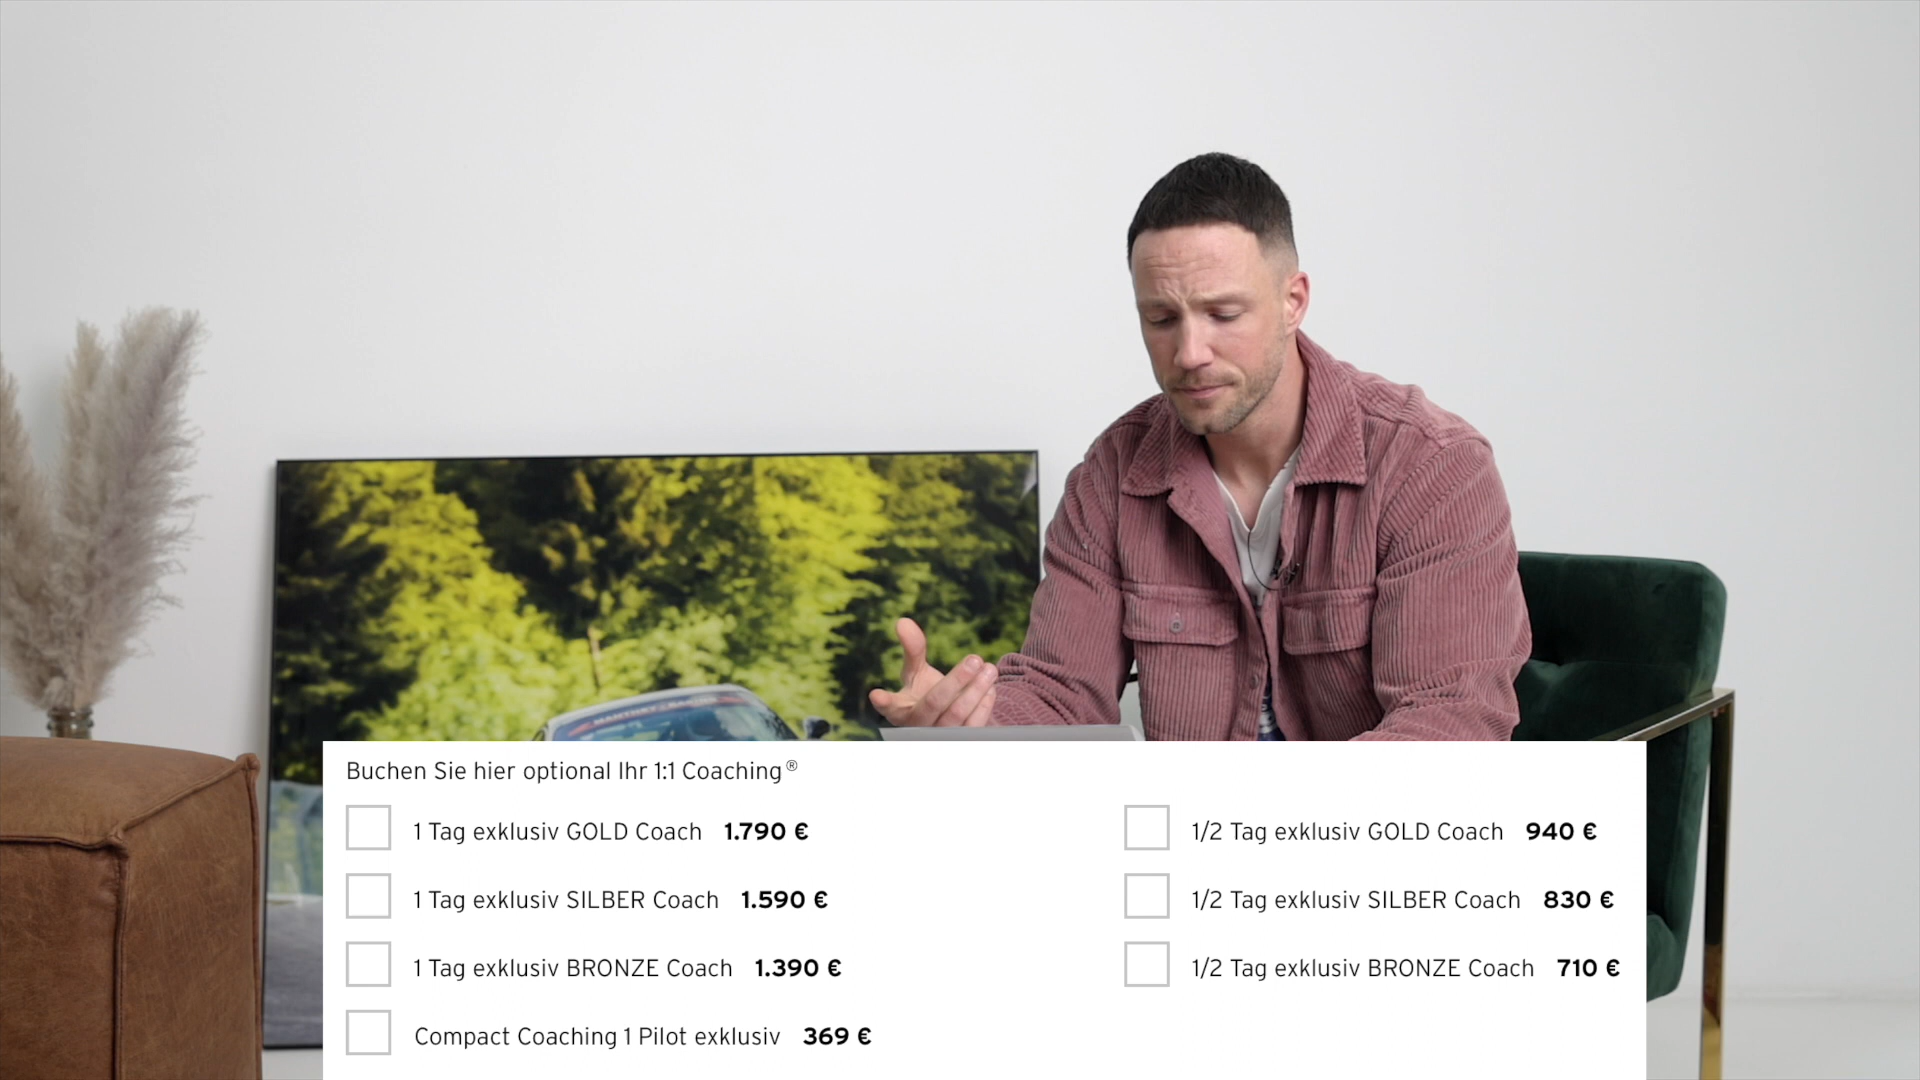 Buchen Sie hier optional Ihr 1:1 Coaching®
1 Tag exklusiv GOLD Coach 1.790 €
1/2 Tag exklusiv GOLD Coach 940 €
1 Tag exklusiv SILBER Coach 1.590 €
1/2 Tag exklusiv SILBER Coach 830 €
1 Tag exklusiv BRONZE Coach 1.390 €
1/2 Tag exklusiv BRONZE Coach 710 €
Compact Coaching 1 Pilot exklusiv 369 €